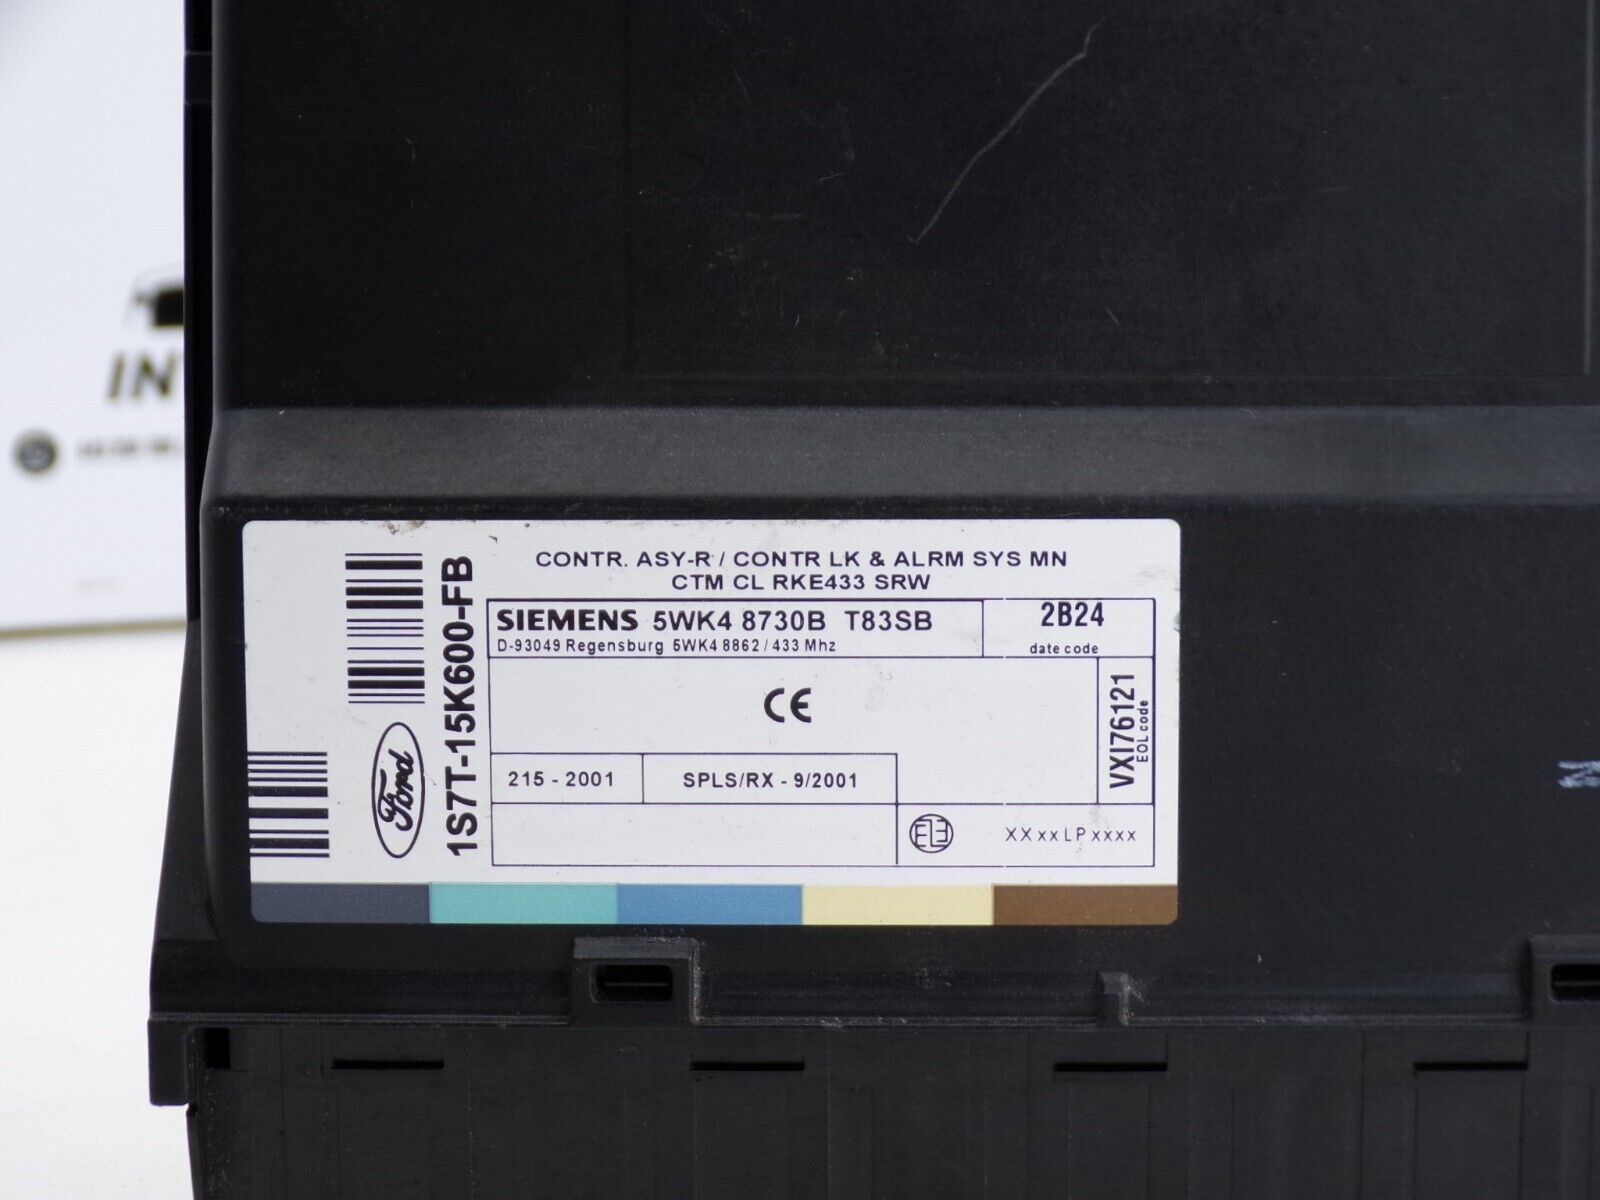 IN
CONTR. ASY-R / CONTR LK & ALRM SYS MN
CTM CL RKE433 SRW
SIEMENS 5WK4 8730B T83SB
D-93049 Regensburg 5WK4 8862 / 433 Mhz
2B24
date code
CE
VXI76121
EOL code
215 - 2001
SPLS/RX - 9/2001
XXxxLPxxxx
Ford
1S7T-15K600-FB